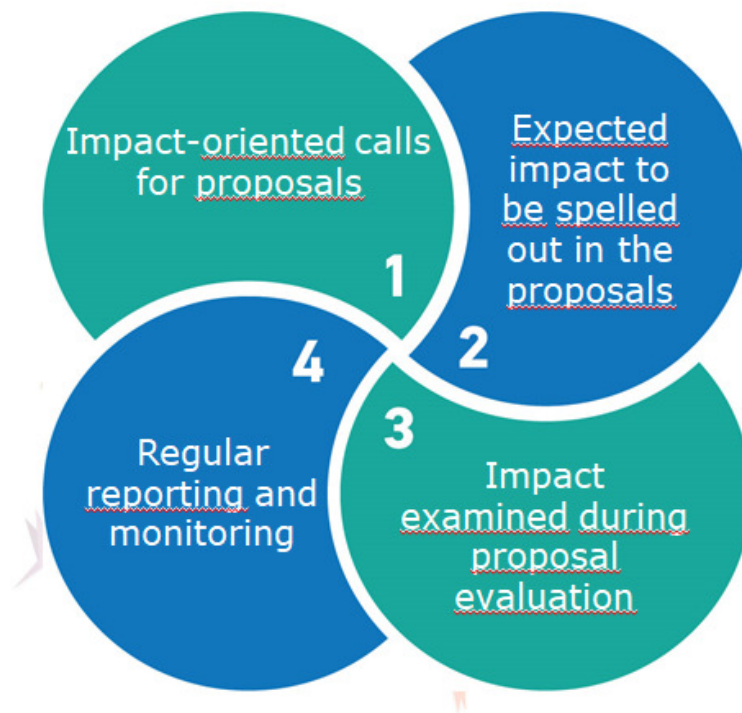 Impact-oriented calls
for proposals
1
Expected
impact to
be spelled
out in the
proposals
2
3
Impact
examined during
proposal
evaluation
4
Regular
reporting and
monitoring